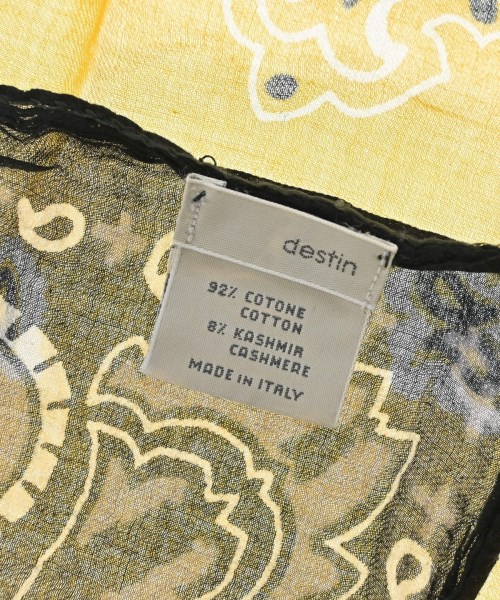 destin
92% COTONE
COTTON
8% KASHMIR
CASHMERE
MADE IN ITALY